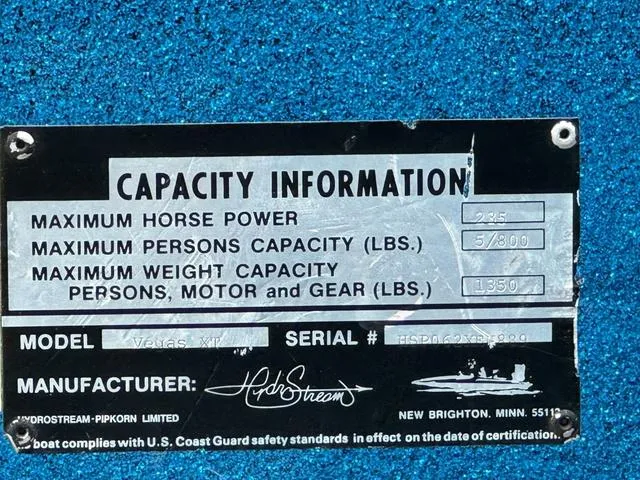 CAPACITY INFORMATION
MAXIMUM HORSE POWER 235
MAXIMUM PERSONS CAPACITY (LBS.) 5/800
MAXIMUM WEIGHT CAPACITY
PERSONS, MOTOR and GEAR (LBS.) 1350
MODEL XT SERIAL #
MANUFACTURER: HydroStream
HYDROSTREAM-PIPKORN LIMITED NEW BRIGHTON. MINN. 55112
boat complies with U.S. Coast Guard safety standards in effect on the date of certification.